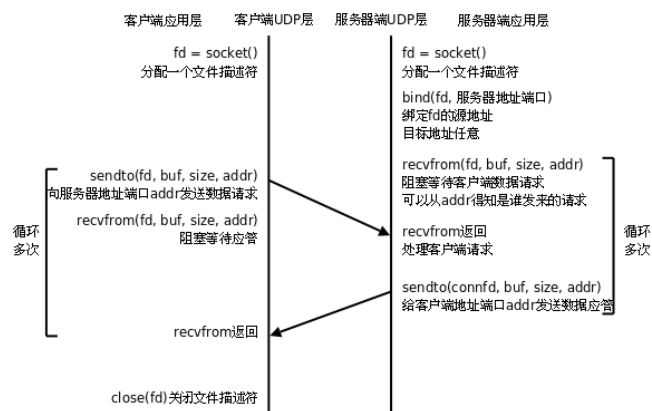 客户端应用层 客户端UDP层 服务器端UDP层 服务器端应用层
fd = socket()
分配一个文件描述符
fd = socket()
分配一个文件描述符
bind(fd, 服务器地址端口)
绑定fd的源地址
目标地址任意
sendto(fd, buf, size, addr)
向服务器地址端口addr发送数据请求
recvfrom(fd, buf, size, addr)
阻塞等待应管
recvfrom(fd, buf, size, addr)
阻塞等待客户端数据请求
可以从addr得知是谁发来的请求
循环
多次
recvfrom返回
处理客户端请求
循环
多次
sendto(connfd, buf, size, addr)
给客户端地址端口addr发送数据应管
recvfrom返回
close(fd)关闭文件描述符